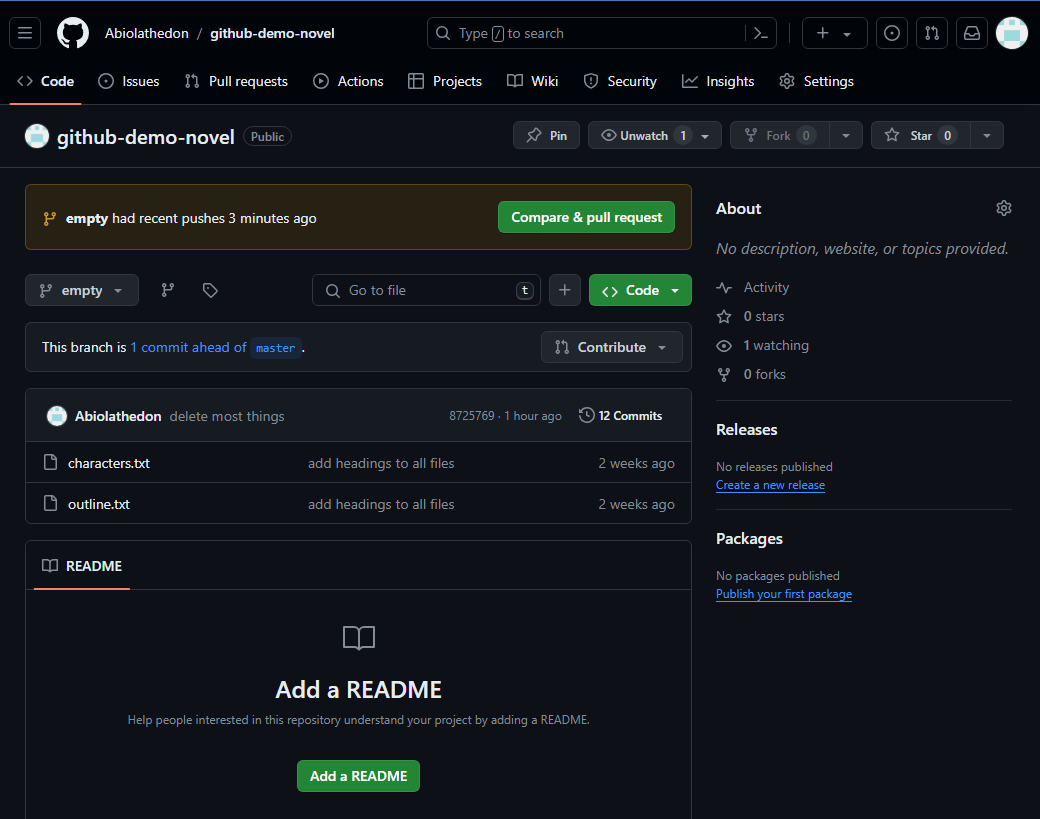 Abiolathedon / github-demo-novel Type / to search
Code Issues Pull requests Actions Projects Wiki Security Insights Settings
github-demo-novel Public Pin Unwatch 1 Fork 0 Star 0
empty had recent pushes 3 minutes ago Compare & pull request
empty Go to file t Code
This branch is 1 commit ahead of master .
Contribute
Abiolathedon delete most things 8725769 · 1 hour ago 12 Commits
characters.txt add headings to all files 2 weeks ago
outline.txt add headings to all files 2 weeks ago
README
Add a README
Help people interested in this repository understand your project by adding a README.
Add a README
About
No description, website, or topics provided.
Activity
0 stars
1 watching
0 forks
Releases
No releases published
Create a new release
Packages
No packages published
Publish your first package